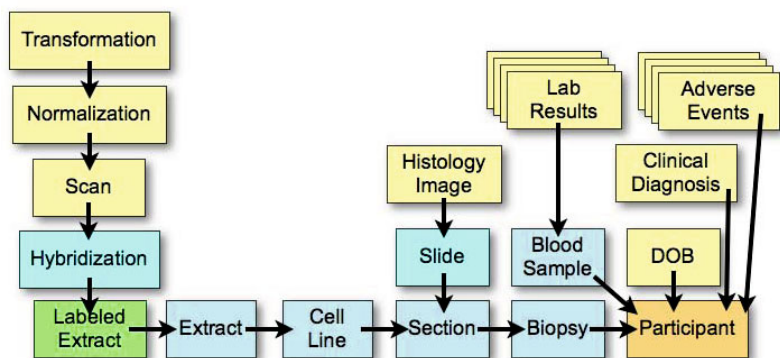 Transformation
Normalization
Scan
Hybridization
Labeled
Extract
Extract
Cell
Line
Histology
Image
Slide
Section
Lab
Results
Blood
Sample
Biopsy
Adverse
Events
Clinical
Diagnosis
DOB
Participant